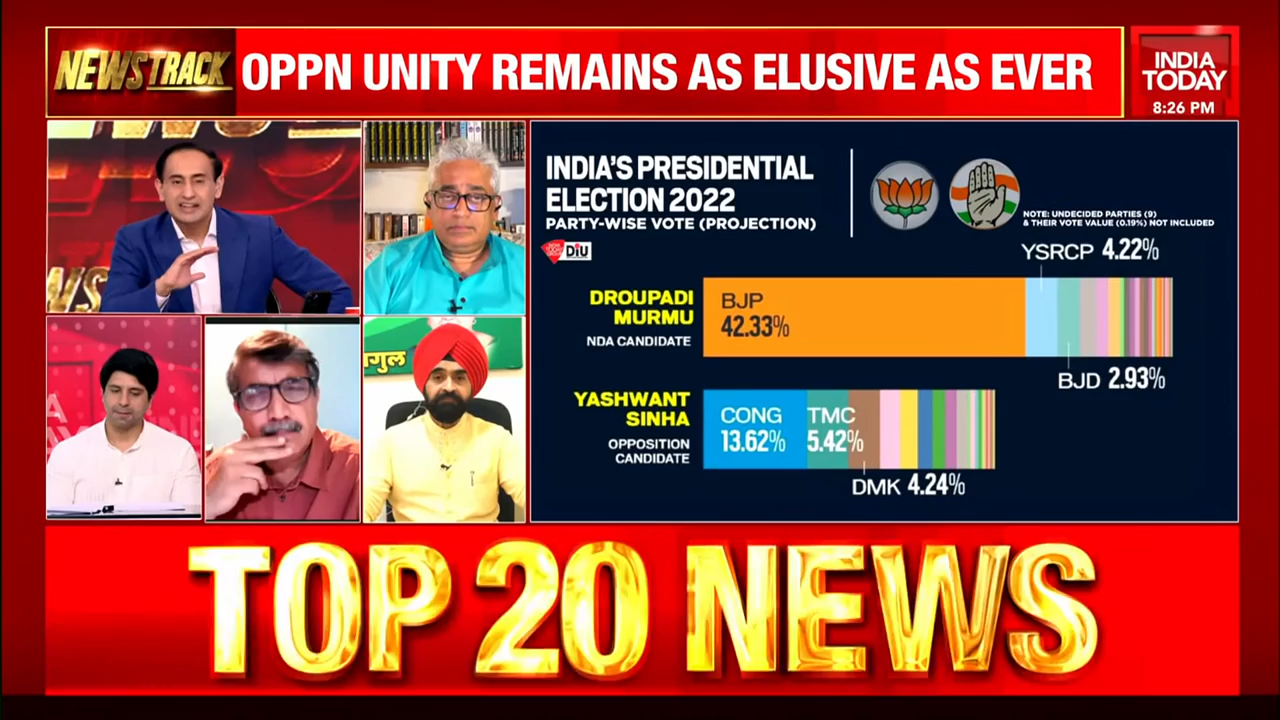 NEWSTRACK
OPPN UNITY REMAINS AS ELUSIVE AS EVER
INDIA
TODAY
8:26 PM
INDIA'S PRESIDENTIAL
ELECTION 2022
PARTY-WISE VOTE (PROJECTION)
DIU
NOTE: UNDECIDED PARTIES (9)
& THEIR VOTE VALUE (0.19%) NOT INCLUDED
YSRCP 4.22%
DROUPADI
MURMU
NDA CANDIDATE
BJP
42.33%
BJD 2.93%
YASHWANT
SINHA
OPPOSITION
CANDIDATE
CONG
13.62%
TMC
5.42%
DMK 4.24%
TOP 20 NEWS